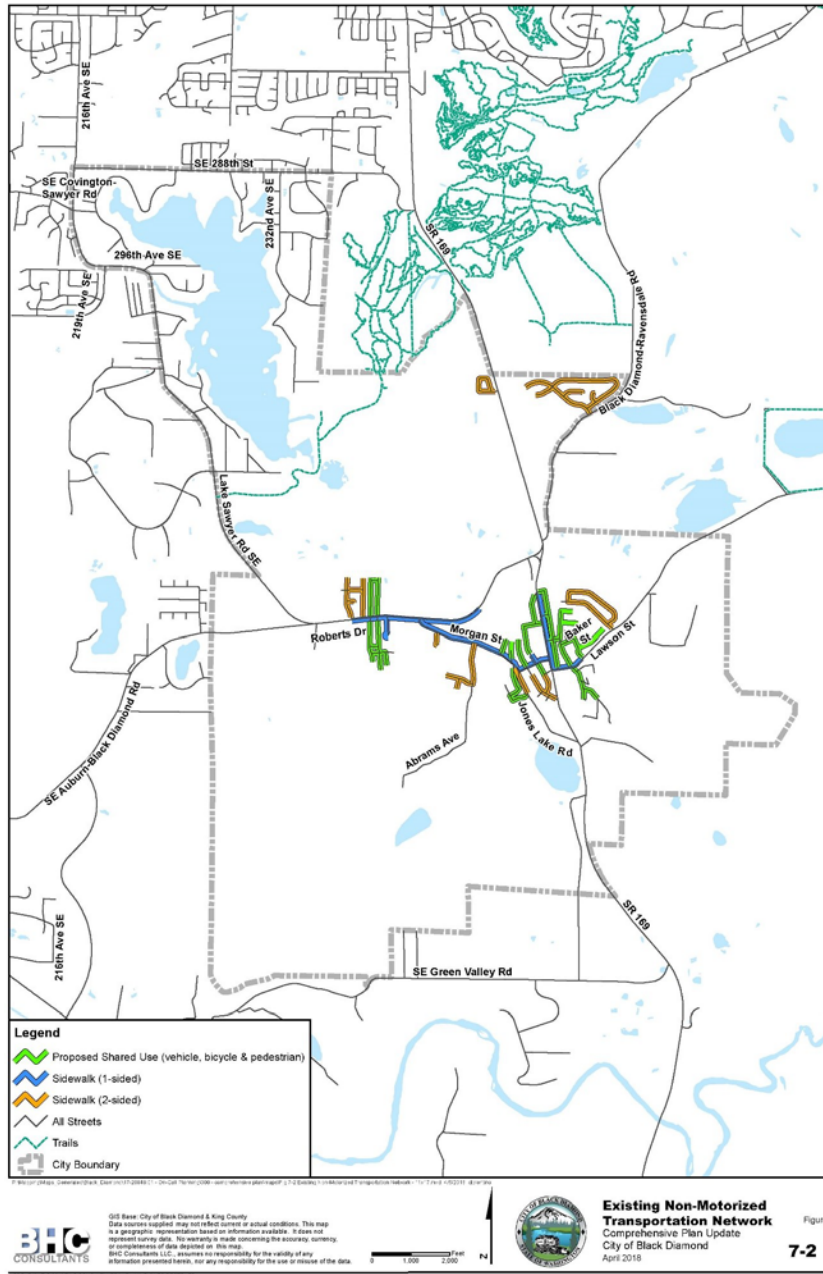 216th Ave SE
SE 288th St
SE Covington-
Sawyer Rd
232nd Ave SE
SR 169
296th Ave SE
219th Ave SE
Black Diamond-Ravensdale Rd
Lake Sawyer Rd SE
Roberts Dr
Morgan St
Baker
St
Lawson St
Jones Lake Rd
Abrams Ave
SE Auburn-Black Diamond Rd
SR 169
216th Ave SE
SE Green Valley Rd
Legend
Proposed Shared Use (vehicle, bicycle & pedestrian)
Sidewalk (1-sided)
Sidewalk (2-sided)
All Streets
Trails
City Boundary
BHC
CONSULTANTS
GIS Base: City of Black Diamond & King County
Data sources supplied may not reflect current or actual conditions. This map
is a geographic representation based on information available. It does not
represent survey data. No warranty is made concerning the accuracy, currency,
or completeness of data depicted on this map.
BHC Consultants LLC., assumes no responsibility for the validity of any
information presented herein, nor any responsibility for the use or misuse of the data.
Feet
0 1,000 2,000
Z
CITY OF BLACK DIAMOND
STATE OF WASHINGTON
Existing Non-Motorized
Transportation Network
Comprehensive Plan Update
City of Black Diamond
April 2018
Figur
7-2